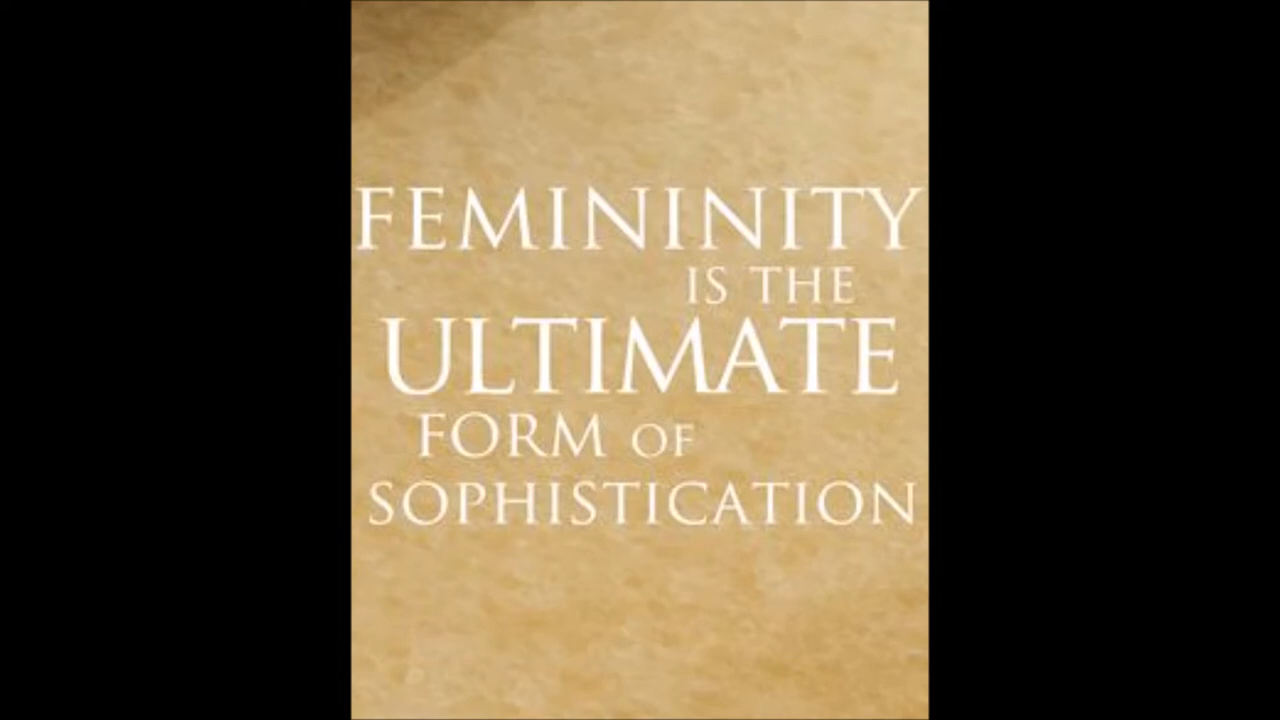 FEMININITY
IS THE
ULTIMATE
FORM OF
SOPHISTICATION